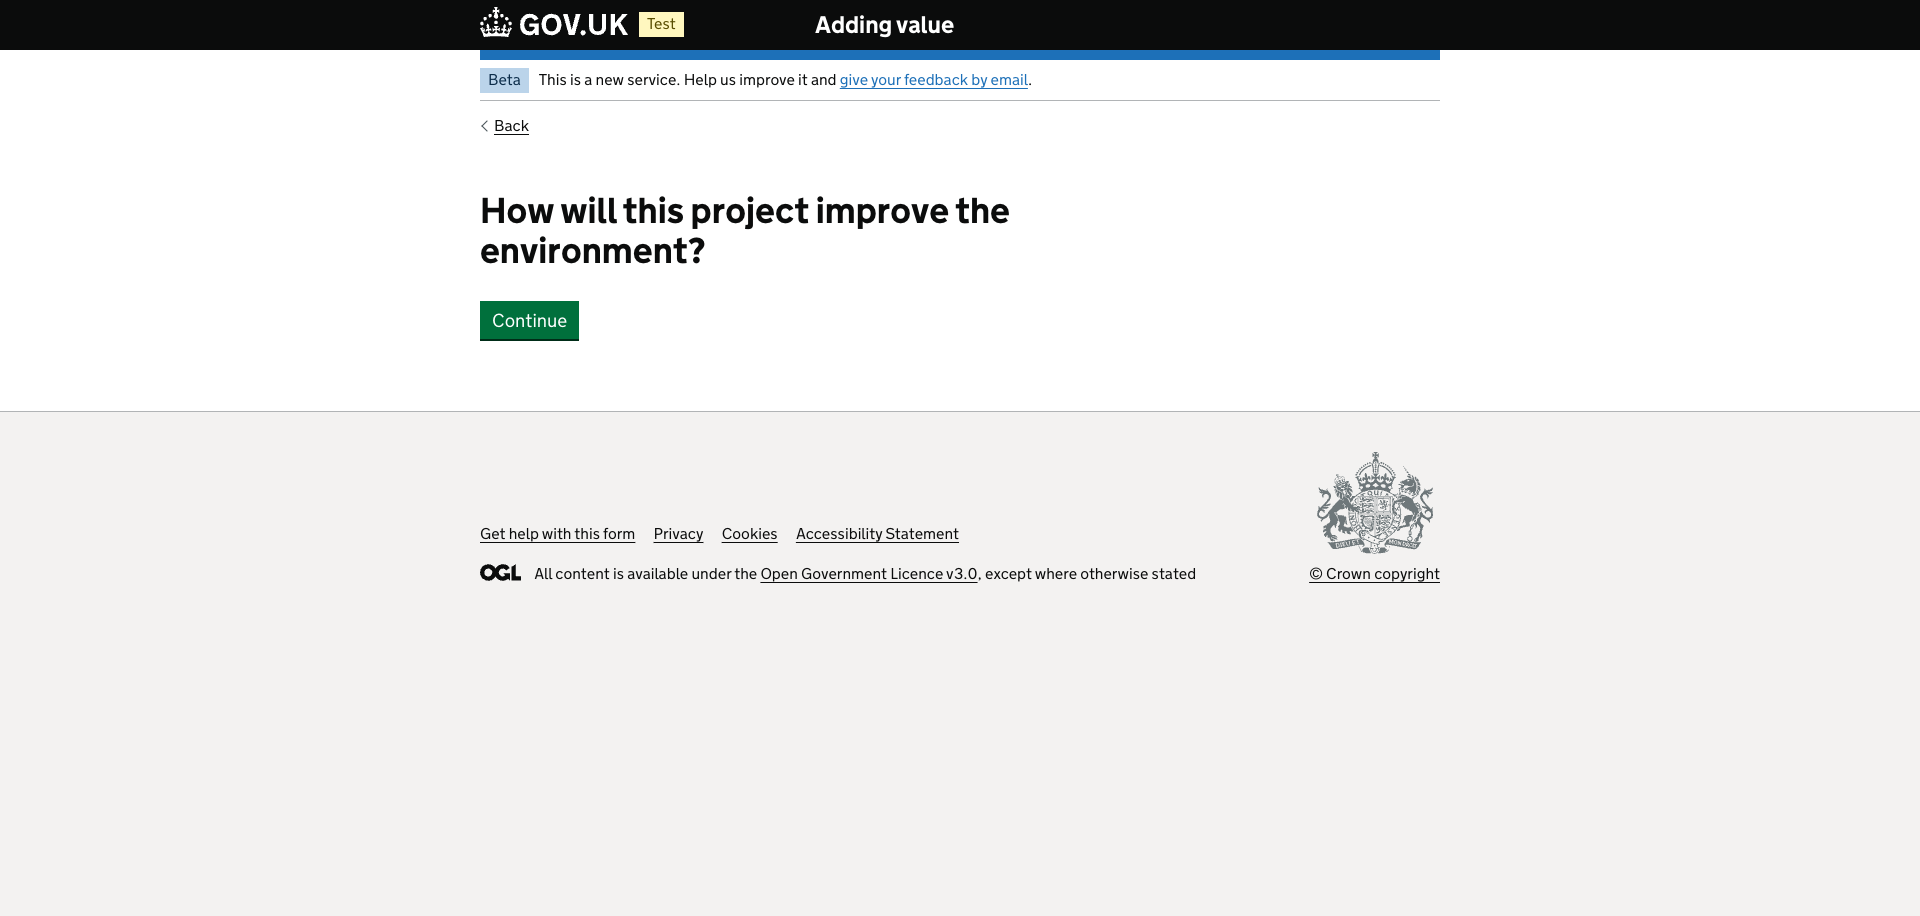 GOV.UK Test Adding value
Beta This is a new service. Help us improve it and give your feedback by email.
Back
How will this project improve the
environment?
Continue
Get help with this form Privacy Cookies Accessibility Statement
OGL All content is available under the Open Government Licence v3.0, except where otherwise stated
© Crown copyright